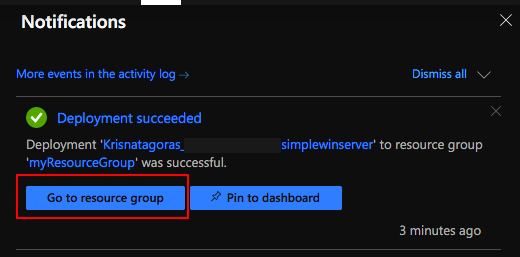 Notifications
More events in the activity log →
Dismiss all
Deployment succeeded
Deployment 'Krisnatagoras_ simplewinserver' to resource group
'myResourceGroup' was successful.
Go to resource group
Pin to dashboard
3 minutes ago